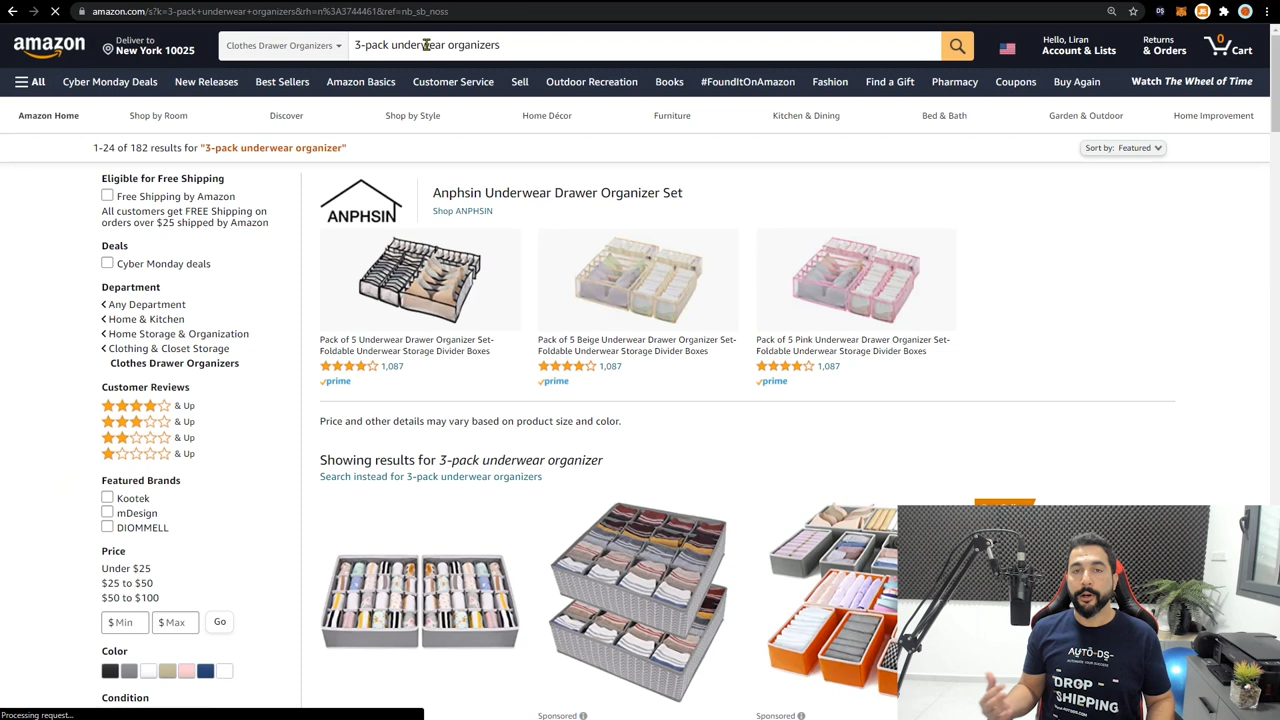 amazon.com/s?k=3-pack+underwear+organizers&rh=n%3A3744461&ref=nb_sb_noss
amazon
Deliver to
New York 10025
Clothes Drawer Organizers
3-pack underwear organizers
Hello, Liran
Account & Lists
Returns
& Orders
0
Cart
All
Cyber Monday Deals
New Releases
Best Sellers
Amazon Basics
Customer Service
Sell
Outdoor Recreation
Books
#FoundItOnAmazon
Fashion
Find a Gift
Pharmacy
Coupons
Buy Again
Watch The Wheel of Time
Amazon Home
Shop by Room
Discover
Shop by Style
Home Décor
Furniture
Kitchen & Dining
Bed & Bath
Garden & Outdoor
Home Improvement
1-24 of 182 results for "3-pack underwear organizer"
Sort by: Featured
Eligible for Free Shipping
Free Shipping by Amazon
All customers get FREE Shipping on
orders over $25 shipped by Amazon
Deals
Cyber Monday deals
Department
Any Department
Home & Kitchen
Home Storage & Organization
Clothing & Closet Storage
Clothes Drawer Organizers
Customer Reviews
& Up
& Up
& Up
& Up
Featured Brands
Kootek
mDesign
DIOMMELL
Price
Under $25
$25 to $50
$50 to $100
$ Min
$ Max
Go
Color
Condition
Processing request...
ANPHSIN
Anphsin Underwear Drawer Organizer Set
Shop ANPHSIN
Pack of 5 Underwear Drawer Organizer Set-
Foldable Underwear Storage Divider Boxes
1,087
prime
Pack of 5 Beige Underwear Drawer Organizer Set-
Foldable Underwear Storage Divider Boxes
1,087
prime
Pack of 5 Pink Underwear Drawer Organizer Set-
Foldable Underwear Storage Divider Boxes
1,087
prime
Price and other details may vary based on product size and color.
Showing results for 3-pack underwear organizer
Search instead for 3-pack underwear organizers
Sponsored
Sponsored
AUTO-DS
AUTOMATE YOUR SUCCESS
DROP
SHIPPING